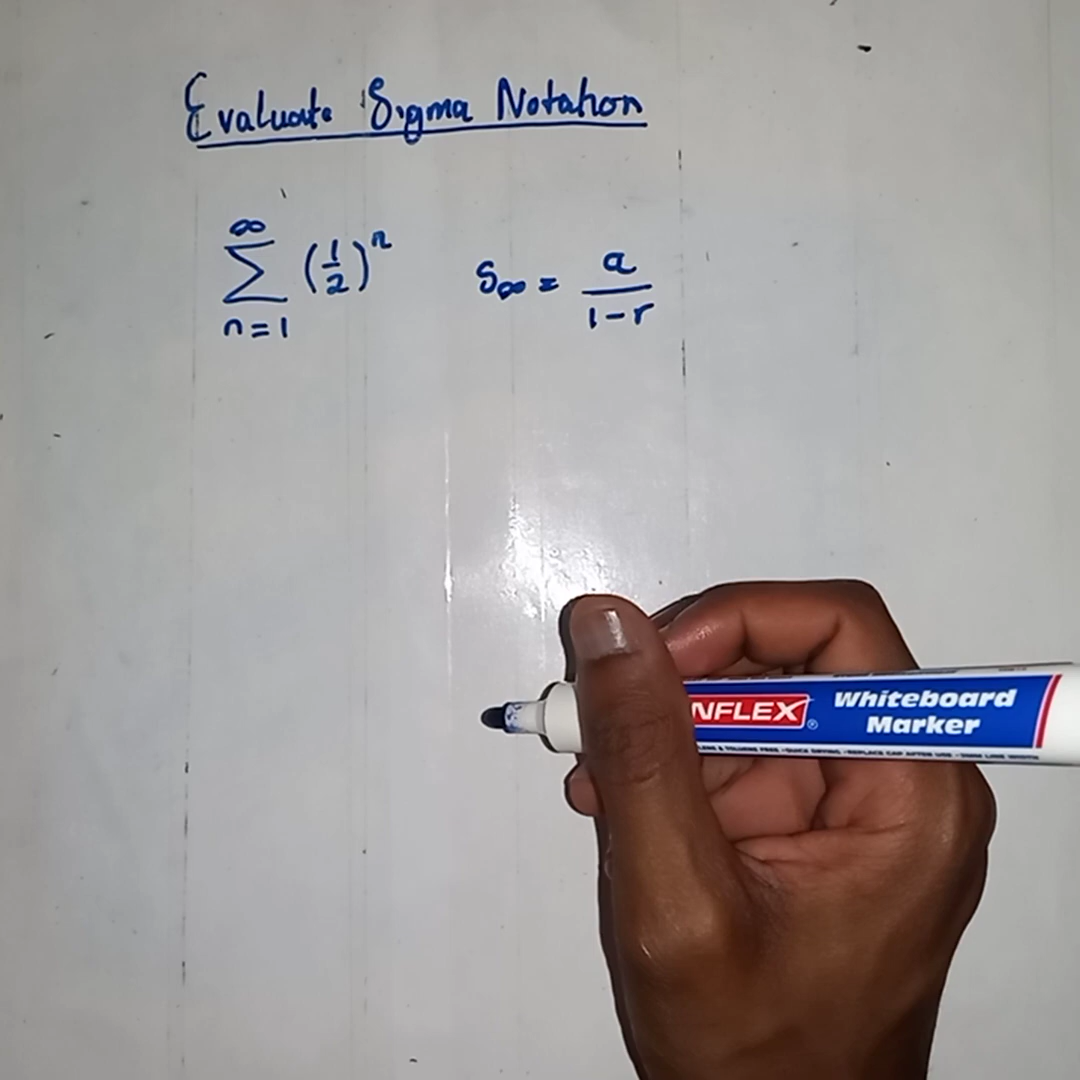 Evaluate Sigma Notation
∞
∑ (1/2)^n S∞ = a/(1-r)
n=1
NFLEX® Whiteboard
Marker